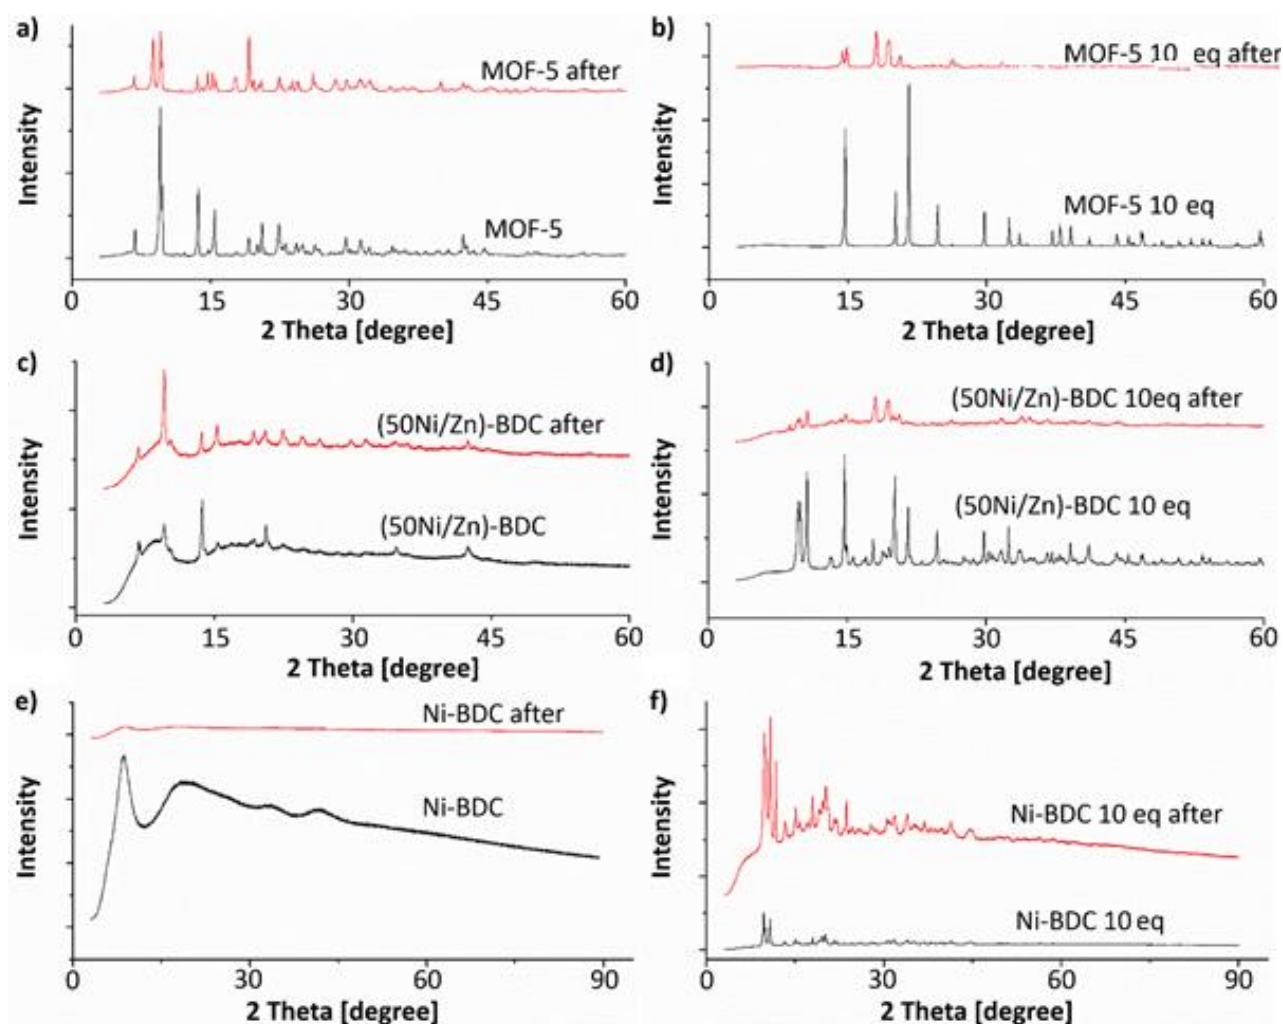 a)
MOF-5 after
MOF-5
Intensity
0 15 30 45 60
2 Theta [degree]
b)
MOF-5 10 eq after
MOF-5 10 eq
Intensity
0 15 30 45 60
2 Theta [degree]
c)
(50Ni/Zn)-BDC after
(50Ni/Zn)-BDC
Intensity
0 15 30 45 60
2 Theta [degree]
d)
(50Ni/Zn)-BDC 10eq after
(50Ni/Zn)-BDC 10 eq
Intensity
0 15 30 45 60
2 Theta [degree]
e)
Ni-BDC after
Ni-BDC
Intensity
0 30 60 90
2 Theta [degree]
f)
Ni-BDC 10 eq after
Ni-BDC 10 eq
Intensity
0 30 60 90
2 Theta [degree]